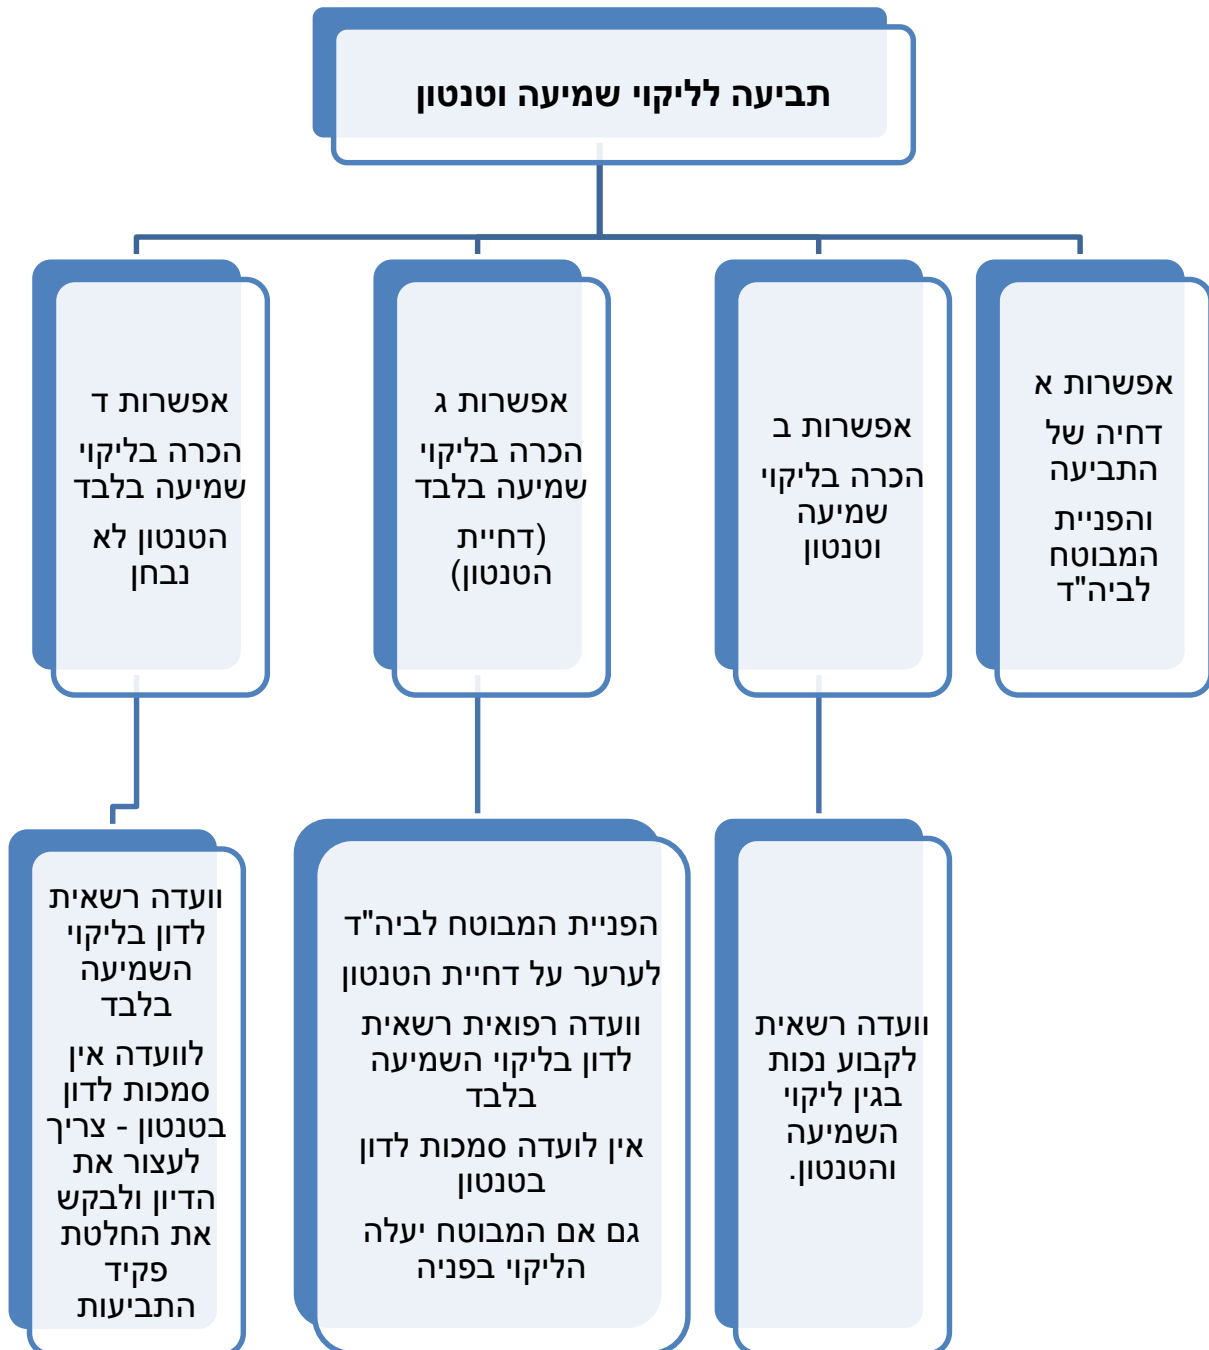 תביעה לליקוי שמיעה וטנטון
אפשרות א
דחיה של
התביעה
והפניית
המבוטח
לביה"ד
אפשרות ב
הכרה בליקוי
שמיעה
וטנטון
אפשרות ג
הכרה בליקוי
שמיעה בלבד
(דחיית
הטנטון)
אפשרות ד
הכרה בליקוי
שמיעה בלבד
הטנטון לא
נבחן
וועדה רשאית
לקבוע נכות
בגין ליקוי
השמיעה
והטנטון.
הפניית המבוטח לביה"ד
לערער על דחיית הטנטון
וועדה רפואית רשאית
לדון בליקוי השמיעה
בלבד
אין לועדה סמכות לדון
בטנטון
גם אם המבוטח יעלה
הליקוי בפניה
וועדה רשאית
לדון בליקוי
השמיעה
בלבד
לוועדה אין
סמכות לדון
בטנטון - צריך
לעצור את
הדיון ולבקש
את החלטת
פקיד
התביעות